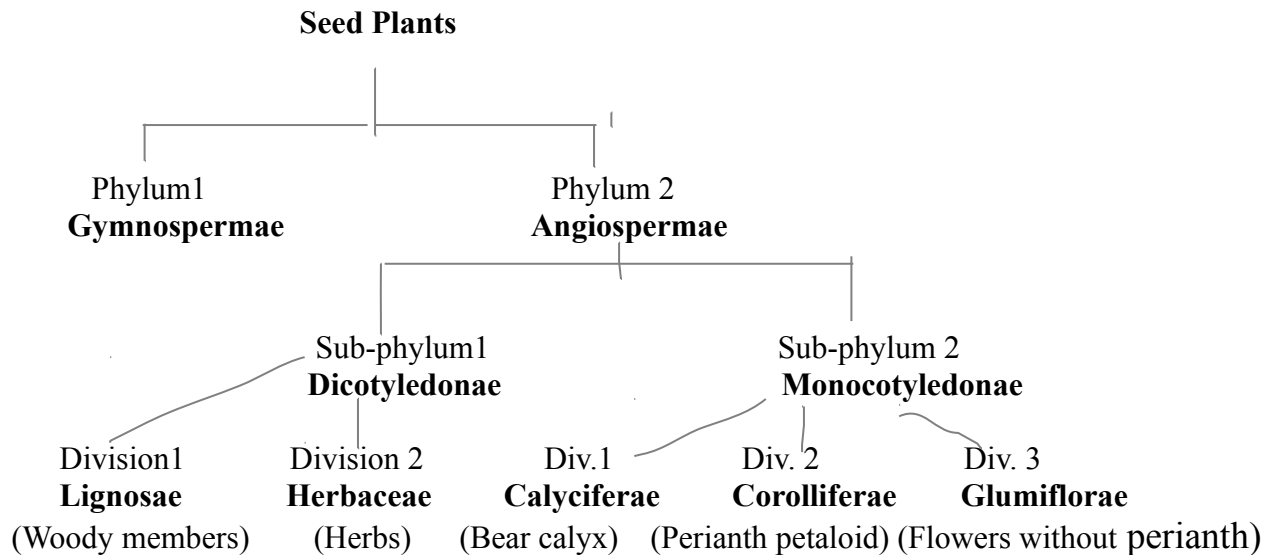 Seed Plants
Phylum1 Phylum 2
Gymnospermae Angiospermae
Sub-phylum1 Sub-phylum 2
Dicotyledonae Monocotyledonae
Division1 Division 2 Div.1 Div. 2 Div. 3
Lignosae Herbaceae Calyciferae Corolliferae Glumiflorae
(Woody members) (Herbs) (Bear calyx) (Perianth petaloid) (Flowers without perianth)